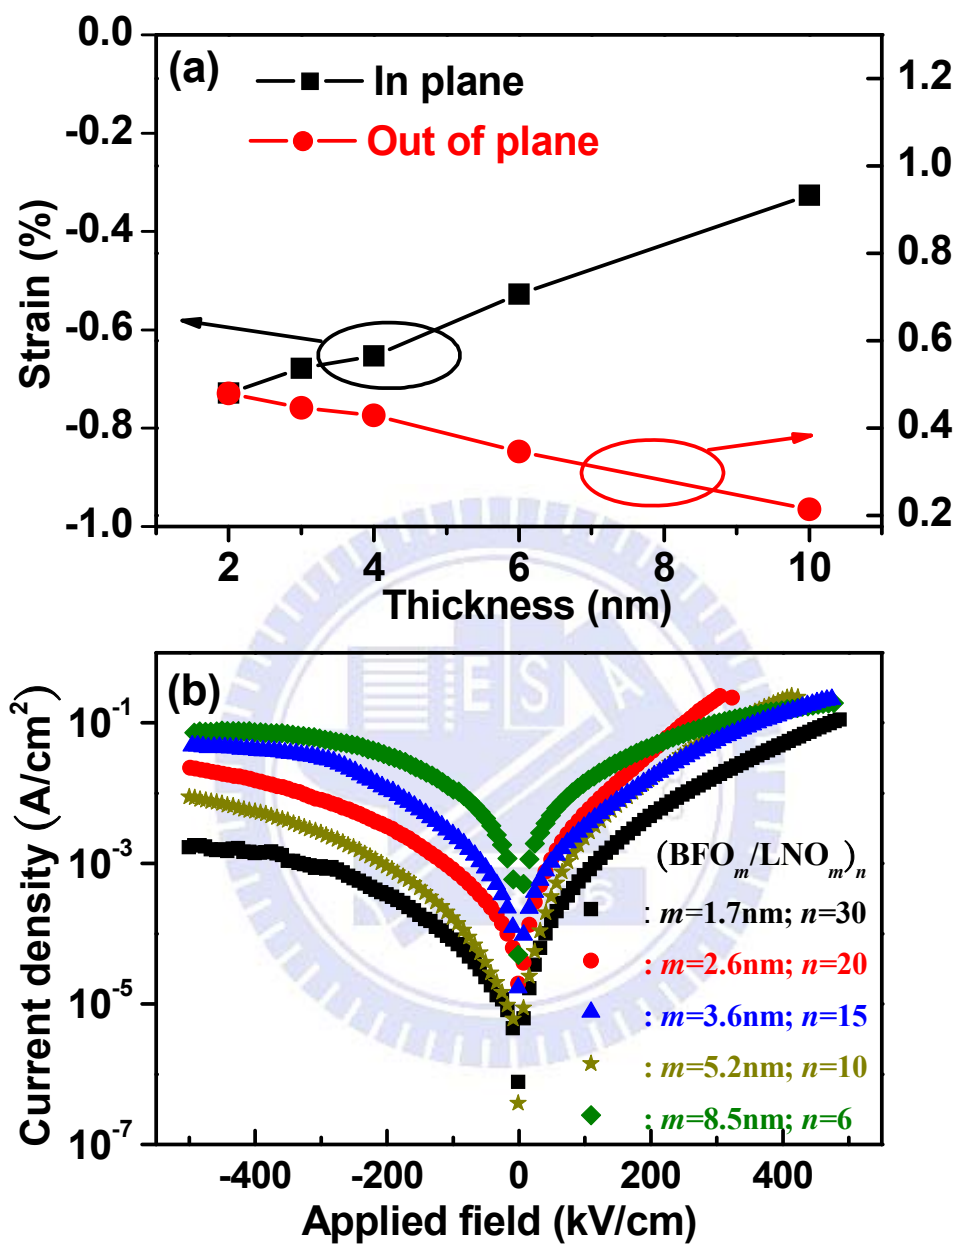 (a)
In plane
Out of plane
Strain (%)
0.0
-0.2
-0.4
-0.6
-0.8
-1.0
1.2
1.0
0.8
0.6
0.4
0.2
2 4 6 8 10
Thickness (nm)
ESA
S
(b)
Current density (A/cm²)
10⁻¹
10⁻³
10⁻⁵
10⁻⁷
(BFOₘ/LNOₘ)ₙ
: m=1.7nm; n=30
: m=2.6nm; n=20
: m=3.6nm; n=15
: m=5.2nm; n=10
: m=8.5nm; n=6
-400 -200 0 200 400
Applied field (kV/cm)